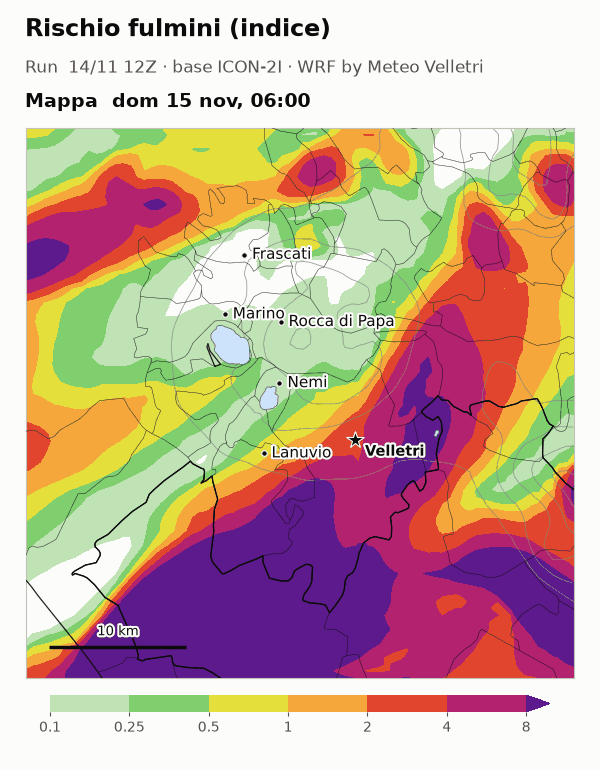 Rischio fulmini (indice)
Run  14/11 12Z · base ICON-2I · WRF by Meteo Velletri
Mappa  dom 15 nov, 06:00
Frascati
Marino
Rocca di Papa
Nemi
Lanuvio
Velletri
10 km
0.1 0.25 0.5 1 2 4 8